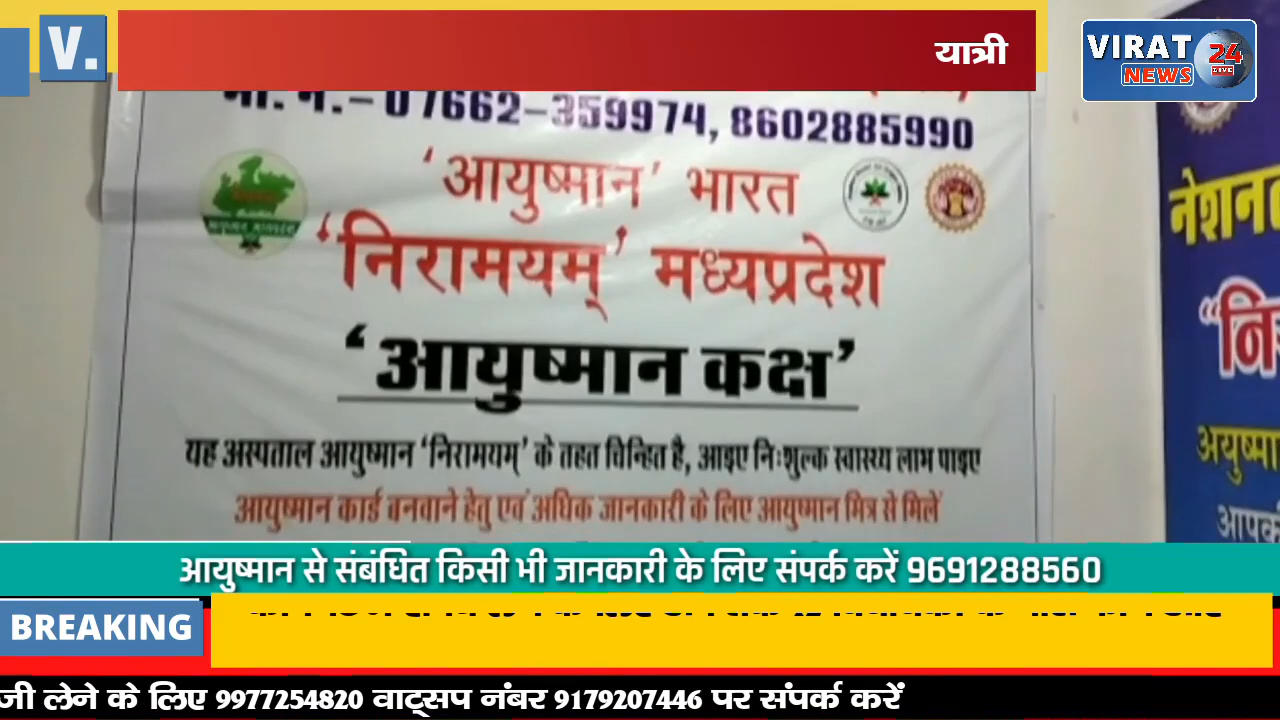 V.
यात्री
VIRAT 24
NEWS LIVE
07662-359974, 8602885990
'आयुष्मान' भारत
'निरामयम्' मध्यप्रदेश
'आयुष्मान कक्ष'
यह अस्पताल आयुष्मान 'निरामयम्' के तहत चिन्हित है, आइए निःशुल्क स्वास्थ्य लाभ पाइए
आयुष्मान कार्ड बनवाने हेतु एवं अधिक जानकारी के लिए आयुष्मान मित्र से मिलें
आयुष्मान से संबंधित किसी भी जानकारी के लिए संपर्क करें 9691288560
BREAKING
जी लेने के लिए 9977254820 वाट्सप नंबर 9179207446 पर संपर्क करें